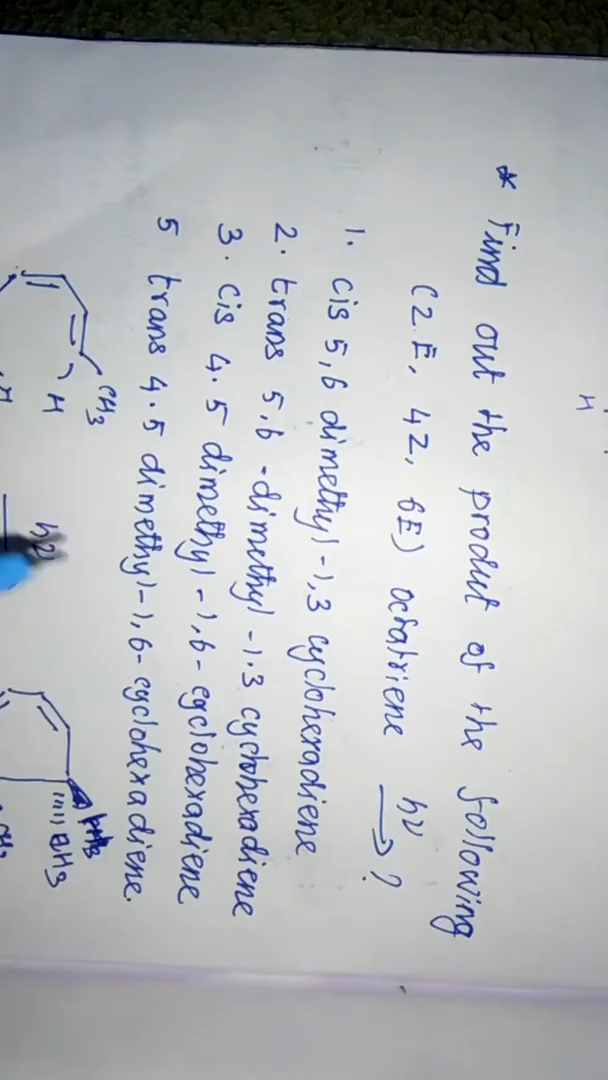 * Find out the product of the following
(2E, 4Z, 6E) octatriene hν → ?
1. cis 5,6 dimethyl-1,3 cyclohexadiene
2. trans 5,6-dimethyl-1.3 cyclohexadiene
3. cis 4.5 dimethyl-1,6-cyclohexadiene
5 trans 4.5 dimethyl-1,6-cyclohexadiene.
CH3
H
H
hν
CH3
CH3
H